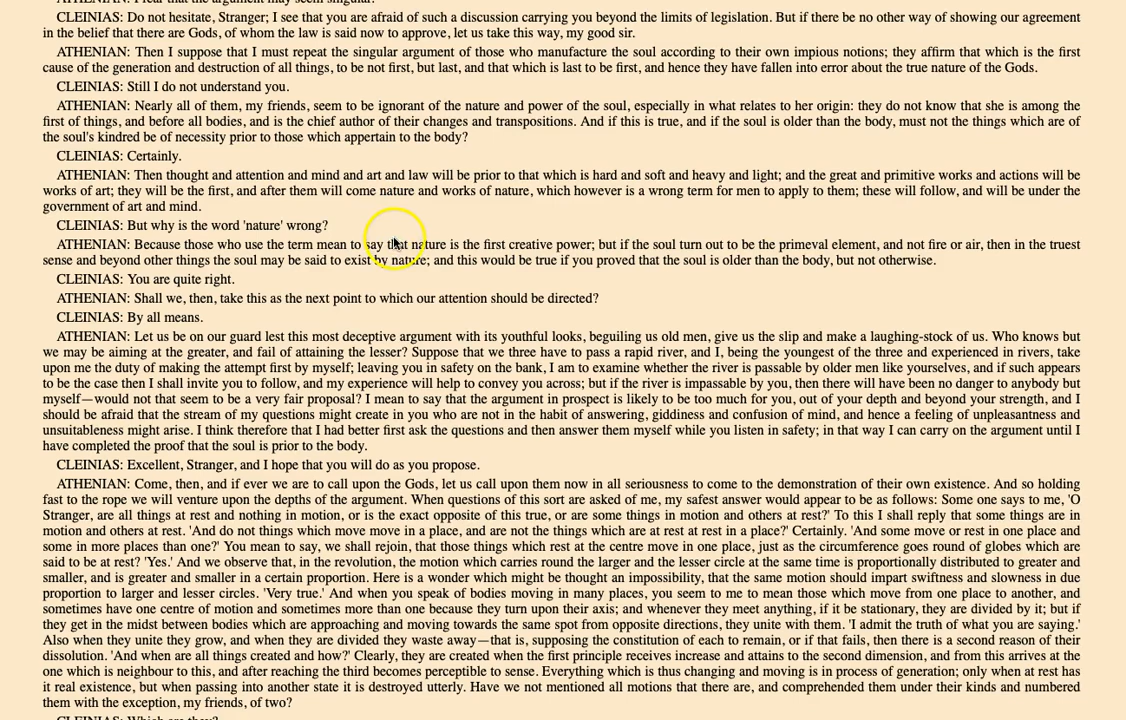 ATHENIAN: I fear that the argument may seem singular.
CLEINIAS: Do not hesitate, Stranger; I see that you are afraid of such a discussion carrying you beyond the limits of legislation. But if there be no other way of showing our agreement
in the belief that there are Gods, of whom the law is said now to approve, let us take this way, my good sir.
ATHENIAN: Then I suppose that I must repeat the singular argument of those who manufacture the soul according to their own impious notions; they affirm that which is the first
cause of the generation and destruction of all things, to be not first, but last, and that which is last to be first, and hence they have fallen into error about the true nature of the Gods.
CLEINIAS: Still I do not understand you.
ATHENIAN: Nearly all of them, my friends, seem to be ignorant of the nature and power of the soul, especially in what relates to her origin: they do not know that she is among the
first of things, and before all bodies, and is the chief author of their changes and transpositions. And if this is true, and if the soul is older than the body, must not the things which are of
the soul's kindred be of necessity prior to those which appertain to the body?
CLEINIAS: Certainly.
ATHENIAN: Then thought and attention and mind and art and law will be prior to that which is hard and soft and heavy and light; and the great and primitive works and actions will be
works of art; they will be the first, and after them will come nature and works of nature, which however is a wrong term for men to apply to them; these will follow, and will be under the
government of art and mind.
CLEINIAS: But why is the word 'nature' wrong?
ATHENIAN: Because those who use the term mean to say that nature is the first creative power; but if the soul turn out to be the primeval element, and not fire or air, then in the truest
sense and beyond other things the soul may be said to exist by nature; and this would be true if you proved that the soul is older than the body, but not otherwise.
CLEINIAS: You are quite right.
ATHENIAN: Shall we, then, take this as the next point to which our attention should be directed?
CLEINIAS: By all means.
ATHENIAN: Let us be on our guard lest this most deceptive argument with its youthful looks, beguiling us old men, give us the slip and make a laughing-stock of us. Who knows but
we may be aiming at the greater, and fail of attaining the lesser? Suppose that we three have to pass a rapid river, and I, being the youngest of the three and experienced in rivers, take
upon me the duty of making the attempt first by myself; leaving you in safety on the bank, I am to examine whether the river is passable by older men like yourselves, and if such appears
to be the case then I shall invite you to follow, and my experience will help to convey you across; but if the river is impassable by you, then there will have been no danger to anybody but
myself—would not that seem to be a very fair proposal? I mean to say that the argument in prospect is likely to be too much for you, out of your depth and beyond your strength, and I
should be afraid that the stream of my questions might create in you who are not in the habit of answering, giddiness and confusion of mind, and hence a feeling of unpleasantness and
unsuitableness might arise. I think therefore that I had better first ask the questions and then answer them myself while you listen in safety; in that way I can carry on the argument until I
have completed the proof that the soul is prior to the body.
CLEINIAS: Excellent, Stranger, and I hope that you will do as you propose.
ATHENIAN: Come, then, and if ever we are to call upon the Gods, let us call upon them now in all seriousness to come to the demonstration of their own existence. And so holding
fast to the rope we will venture upon the depths of the argument. When questions of this sort are asked of me, my safest answer would appear to be as follows: Some one says to me, 'O
Stranger, are all things at rest and nothing in motion, or is the exact opposite of this true, or are some things in motion and others at rest?' To this I shall reply that some things are in
motion and others at rest. 'And do not things which move move in a place, and are not the things which are at rest at rest in a place?' Certainly. 'And some move or rest in one place and
some in more places than one?' You mean to say, we shall rejoin, that those things which rest at the centre move in one place, just as the circumference goes round of globes which are
said to be at rest? 'Yes.' And we observe that, in the revolution, the motion which carries round the larger and the lesser circle at the same time is proportionally distributed to greater and
smaller, and is greater and smaller in a certain proportion. Here is a wonder which might be thought an impossibility, that the same motion should impart swiftness and slowness in due
proportion to larger and lesser circles. 'Very true.' And when you speak of bodies moving in many places, you seem to me to mean those which move from one place to another, and
sometimes have one centre of motion and sometimes more than one because they turn upon their axis; and whenever they meet anything, if it be stationary, they are divided by it; but if
they get in the midst between bodies which are approaching and moving towards the same spot from opposite directions, they unite with them. 'I admit the truth of what you are saying.'
Also when they unite they grow, and when they are divided they waste away—that is, supposing the constitution of each to remain, or if that fails, then there is a second reason of their
dissolution. 'And when are all things created and how?' Clearly, they are created when the first principle receives increase and attains to the second dimension, and from this arrives at the
one which is neighbour to this, and after reaching the third becomes perceptible to sense. Everything which is thus changing and moving is in process of generation; only when at rest has
it real existence, but when passing into another state it is destroyed utterly. Have we not mentioned all motions that there are, and comprehended them under their kinds and numbered
them with the exception, my friends, of two?
CLEINIAS: Which are they?